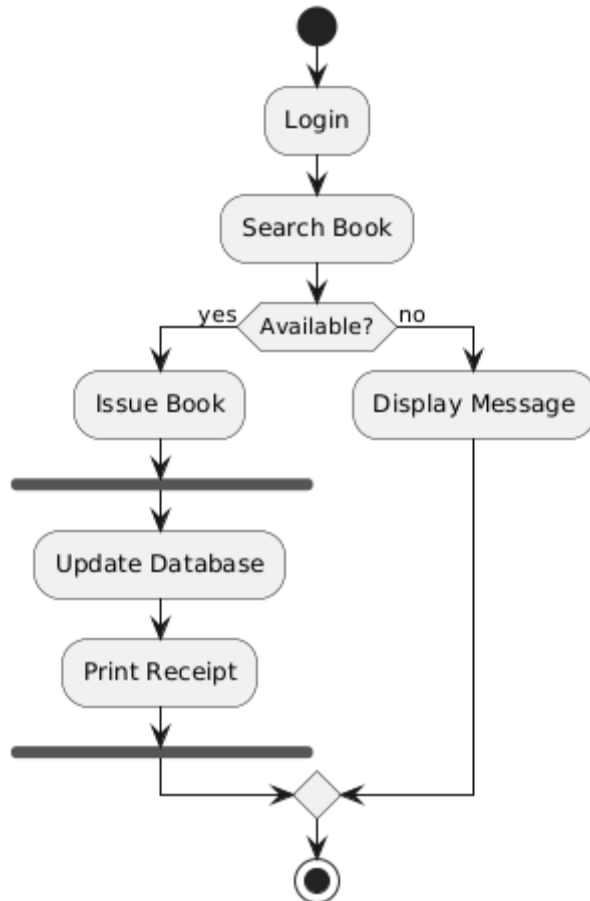 Login
Search Book
yes
Available?
no
Issue Book
Display Message
Update Database
Print Receipt